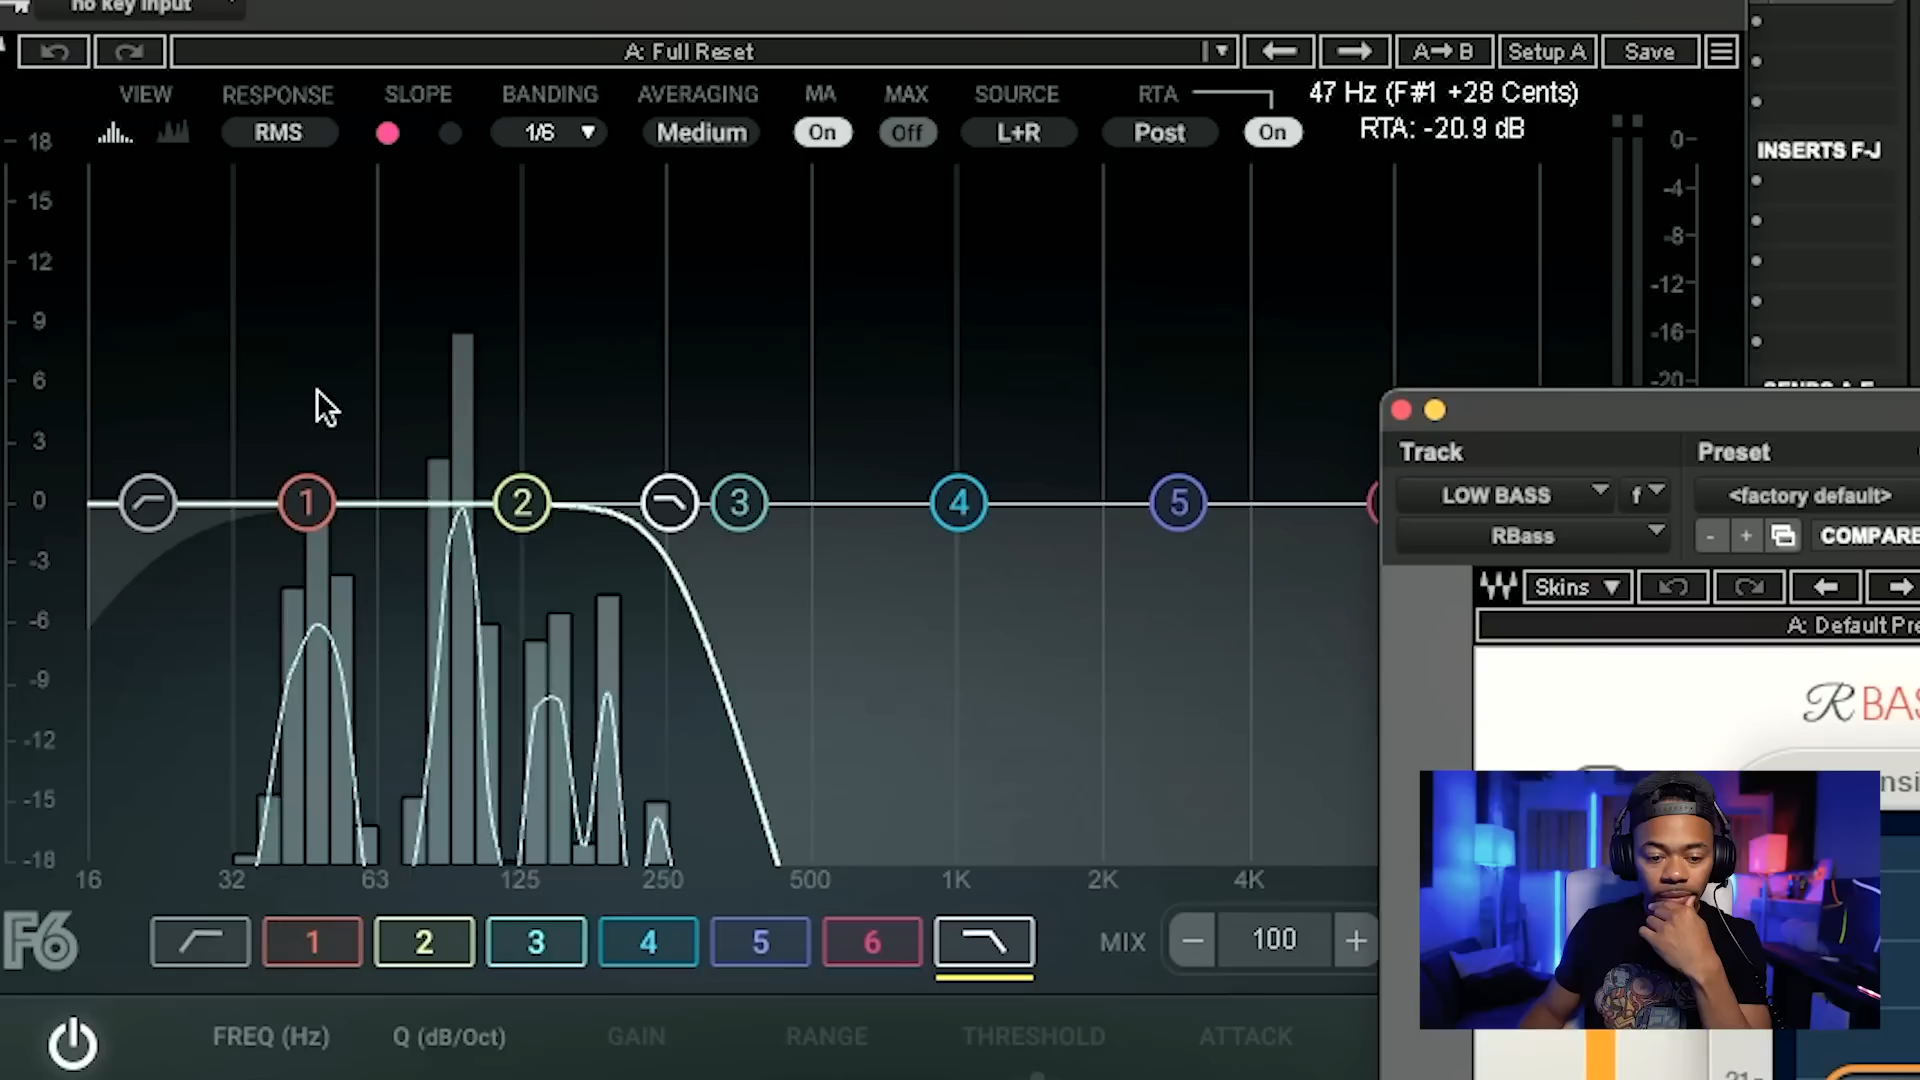 no key input
A: Full Reset
A→B
Setup A
Save
VIEW
RESPONSE
SLOPE
BANDING
AVERAGING
MA
MAX
SOURCE
RTA
47 Hz (F#1 +28 Cents)
RMS
1/6
Medium
On
Off
L+R
Post
On
RTA: -20.9 dB
18
15
12
9
6
3
0
-3
-6
-9
-12
-15
-18
0
-4
-8
-12
-16
-20
INSERTS F-J
1
2
3
4
5
16
32
63
125
250
500
1K
2K
4K
F6
1
2
3
4
5
6
MIX
100
FREQ (Hz)
Q (dB/Oct)
GAIN
RANGE
THRESHOLD
ATTACK
Track
Preset
LOW BASS
f
<factory default>
RBass
-
+
COMPARE
Skins
A: Default Pre
R BAS
nsi